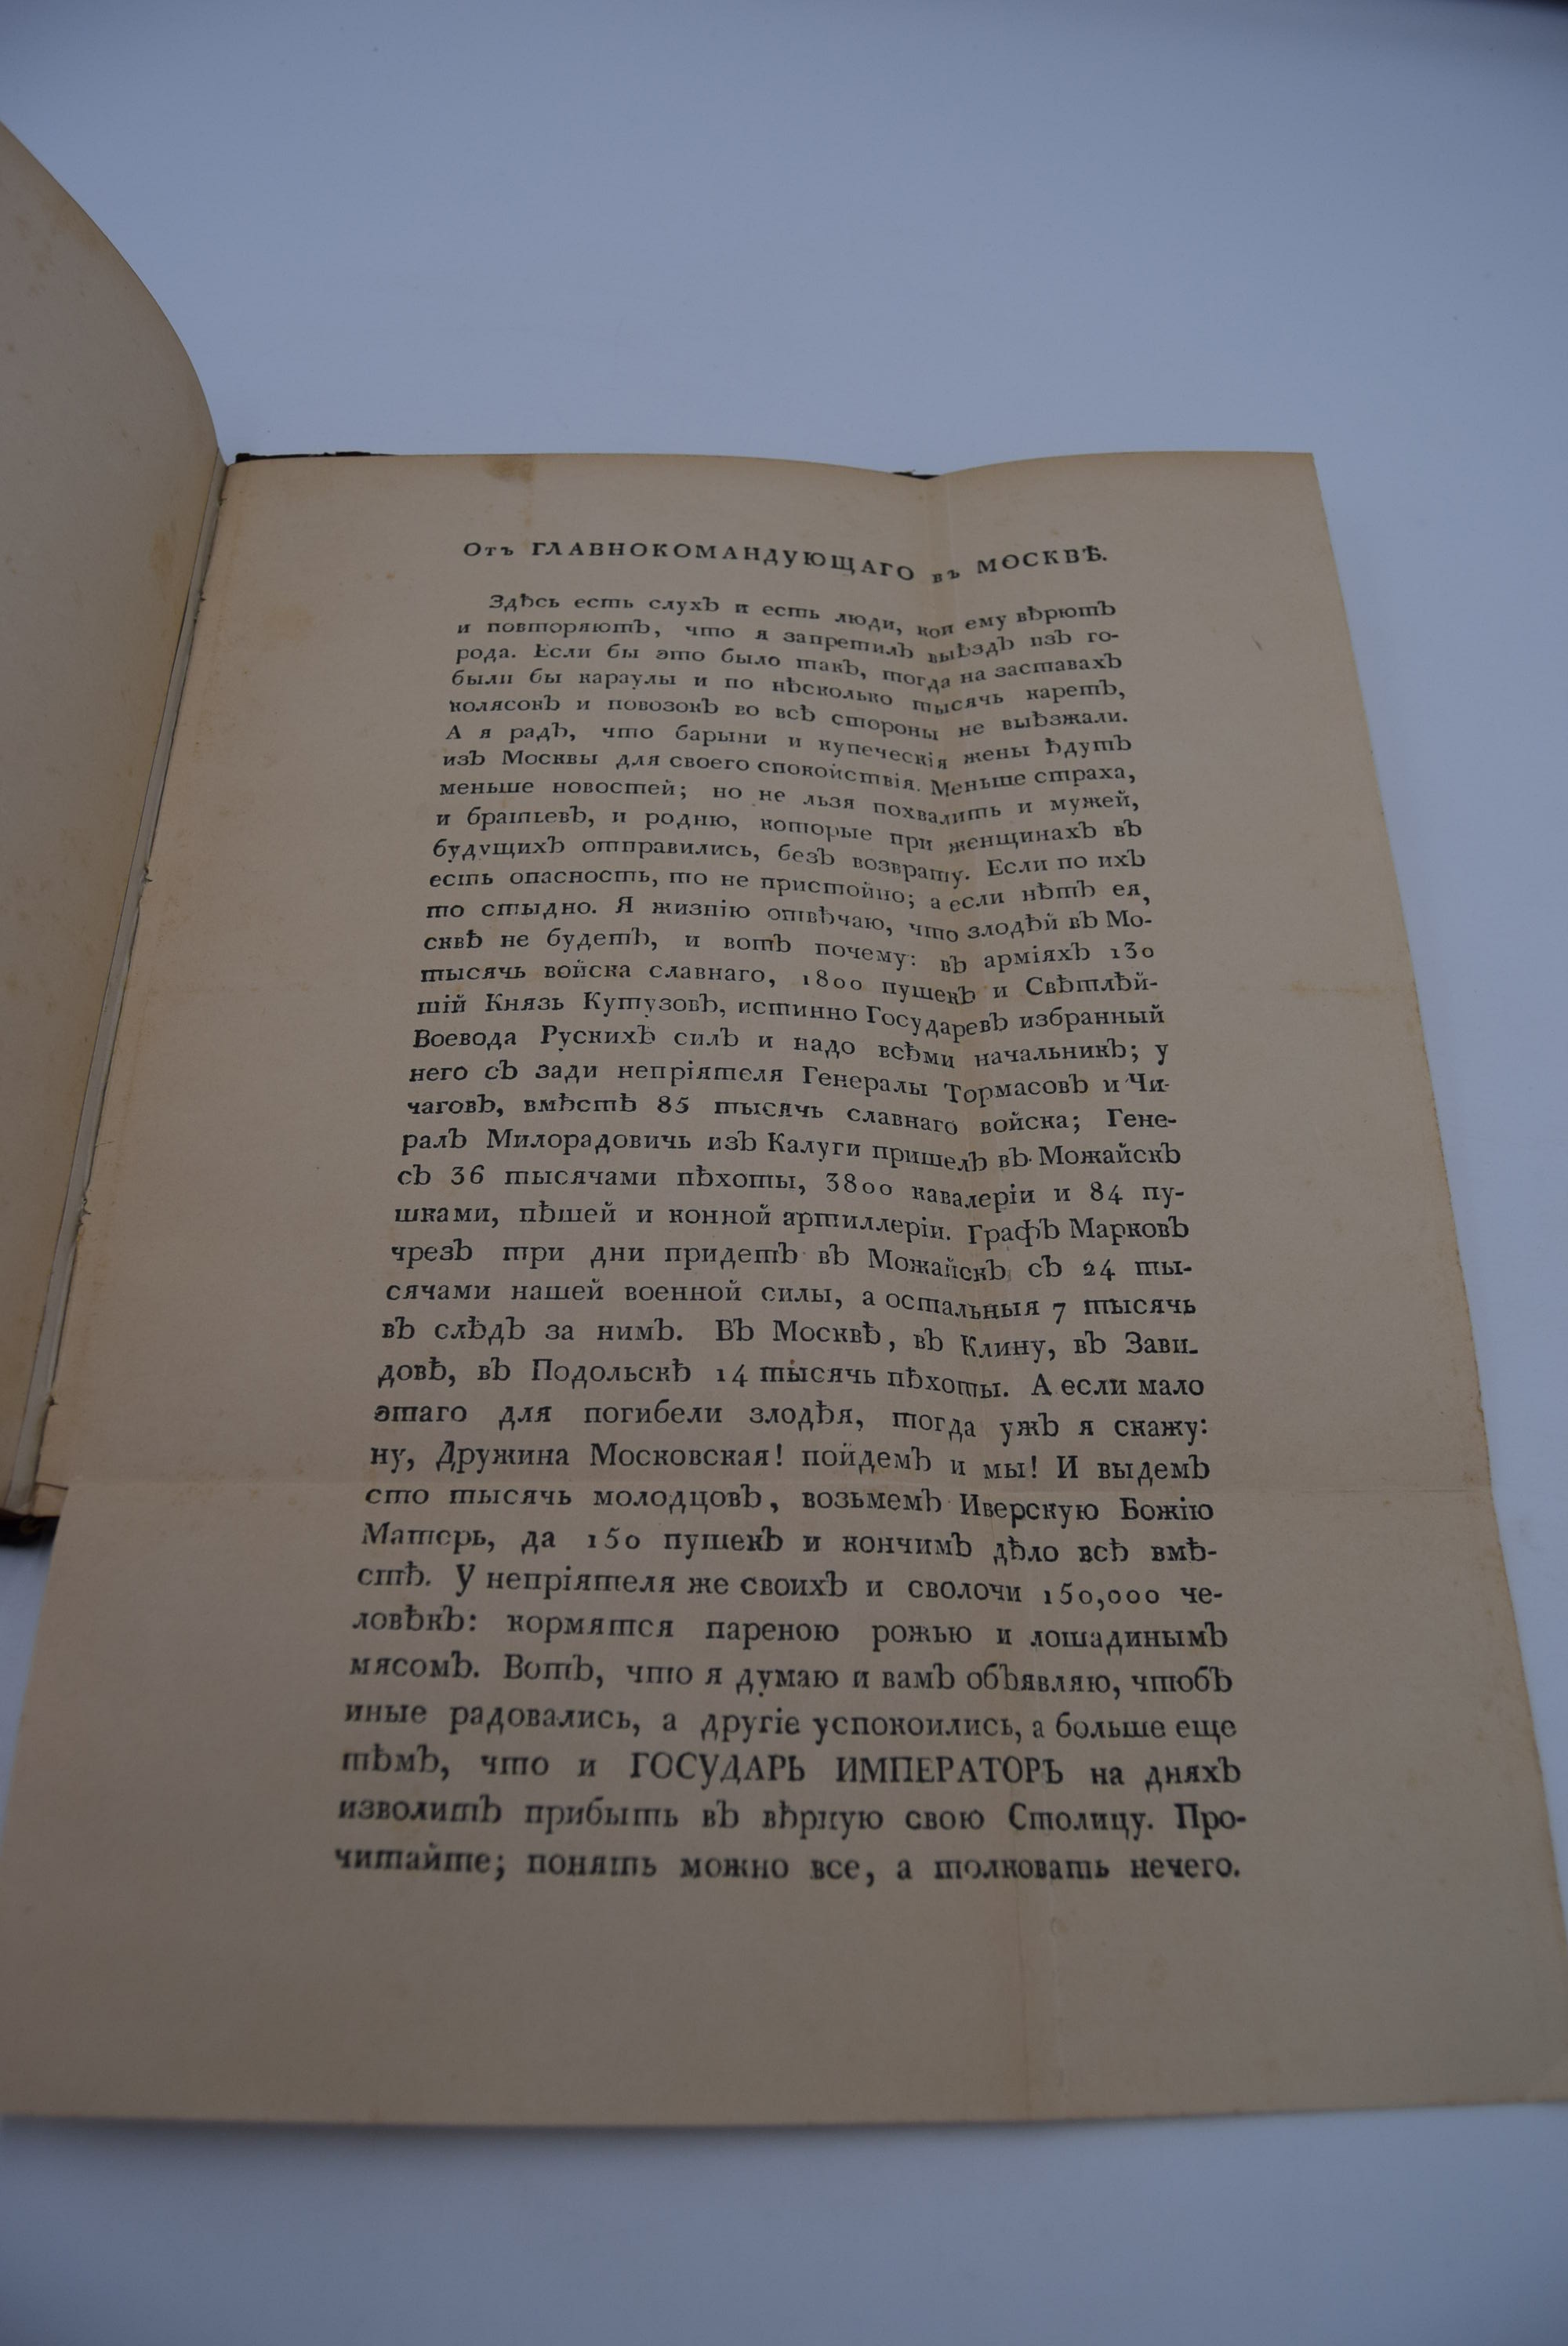 Отъ ГЛАВНОКОМАНДУЮЩАГО въ МОСКВѢ.
Здѣсь есть слухъ и есть люди, кои ему вѣрютъ
и повторяютъ, что я запретилъ выѣздъ изъ го-
рода. Если бы это было такъ, тогда на заставахъ
были бы караулы и по нѣсколько тысячь каретъ,
колясокъ и повозокъ во всѣ стороны не выѣзжали.
А я радъ, что барыни и купеческія жены ѣдутъ
изъ Москвы для своего спокойствія. Меньше страха,
меньше новостей; но не льзя похвалить и мужей,
и братьевъ, и родню, которые при женщинахъ въ
будущихъ отправились, безъ возврату. Если по ихъ
есть опасность, то не пристойно; а если нѣтъ ея,
то стыдно. Я жизнію отвѣчаю, что злодѣй въ Мо-
сквѣ не будетъ, и вотъ почему: въ арміяхъ 130
тысячь войска славнаго, 1800 пушекъ и Свѣтлѣй-
шій Князь Кутузовъ, истинно Государевъ избранный
Воевода Рускихъ силъ и надо всѣми начальникъ; у
него съ зади непріятеля Генералы Тормасовъ и Чи-
чаговъ, вмѣстѣ 85 тысячь славнаго войска; Гене-
ралъ Милорадовичь изъ Калуги пришелъ въ Можайскъ
съ 36 тысячами пѣхоты, 3800 кавалеріи и 84 пу-
шками, пѣшей и конной артиллеріи. Графъ Марковъ
чрезъ три дни придетъ въ Можайскъ съ 24 ты-
сячами нашей военной силы, а остальныя 7 тысячь
въ слѣдъ за нимъ. Въ Москвѣ, въ Клину, въ Зави-
довѣ, въ Подольскѣ 14 тысячь пѣхоты. А если мало
этаго для погибели злодѣя, тогда ужъ я скажу:
ну, Дружина Московская! пойдемъ и мы! И выдемъ
сто тысячь молодцовъ, возьмемъ Иверскую Божію
Матерь, да 150 пушекъ и кончимъ дѣло всѣ вмѣ-
стѣ. У непріятеля же своихъ и сволочи 150,000 че-
ловѣкъ: кормятся пареною рожью и лошадинымъ
мясомъ. Вотъ, что я думаю и вамъ объявляю, чтобъ
иные радовались, а другіе успокоились, а больше еще
тѣмъ, что и ГОСУДАРЬ ИМПЕРАТОРЪ на дняхъ
изволитъ прибыть въ вѣрную свою Столицу. Про-
читайте; понять можно все, а толковать нечего.